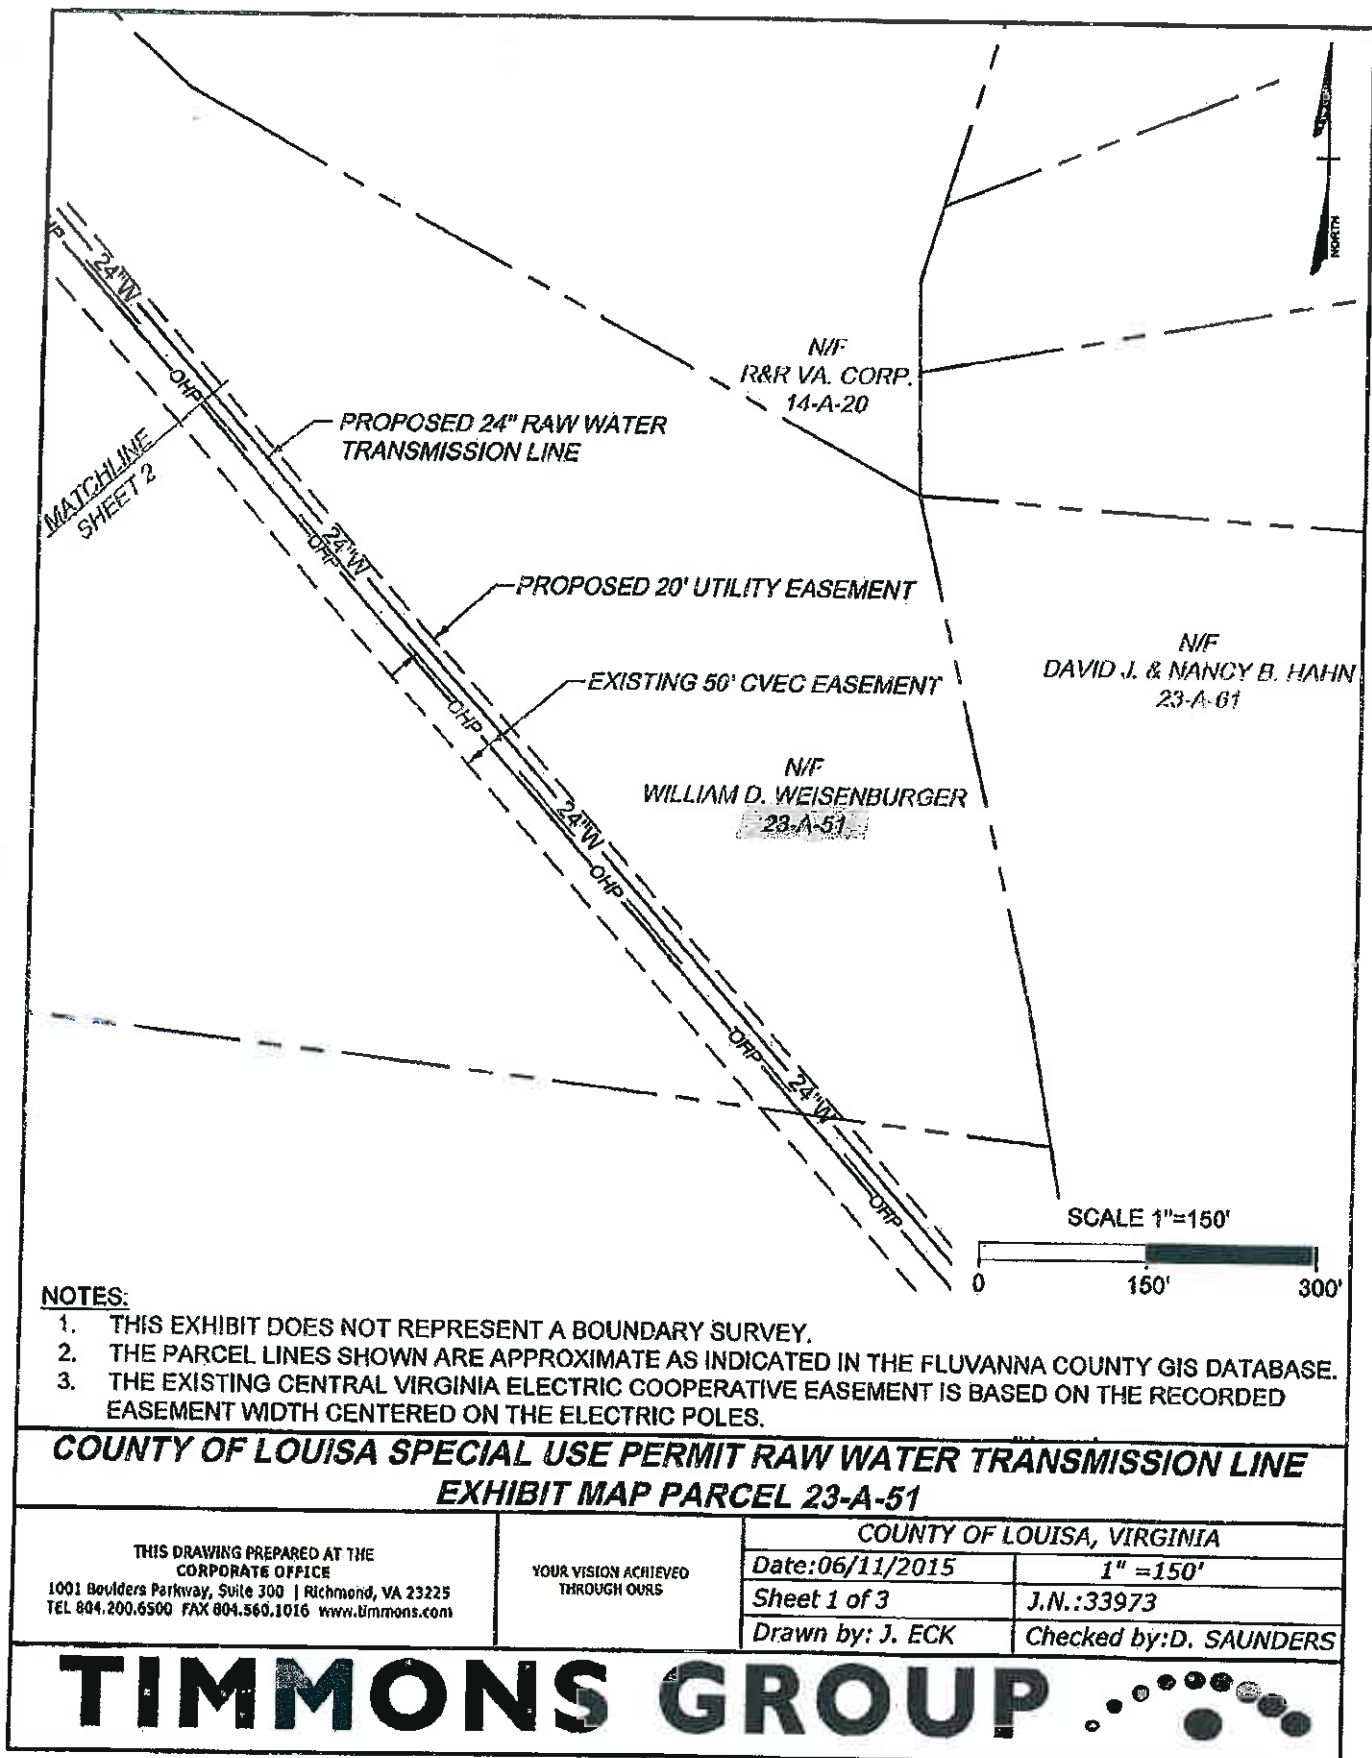 NORTH
N/F
R&R VA. CORP.
14-A-20
HP
24"W
OHP
PROPOSED 24" RAW WATER
TRANSMISSION LINE
MATCHLINE
SHEET 2
24"W
OHP
PROPOSED 20' UTILITY EASEMENT
N/F
DAVID J. & NANCY B. HAHN
23-A-61
EXISTING 50' CVEC EASEMENT
OHP
N/F
WILLIAM D. WEISENBURGER
23-A-51
24"W
OHP
OHP
24"W
OHP
SCALE 1"=150'
0 150' 300'
NOTES:
1. THIS EXHIBIT DOES NOT REPRESENT A BOUNDARY SURVEY.
2. THE PARCEL LINES SHOWN ARE APPROXIMATE AS INDICATED IN THE FLUVANNA COUNTY GIS DATABASE.
3. THE EXISTING CENTRAL VIRGINIA ELECTRIC COOPERATIVE EASEMENT IS BASED ON THE RECORDED
EASEMENT WIDTH CENTERED ON THE ELECTRIC POLES.
COUNTY OF LOUISA SPECIAL USE PERMIT RAW WATER TRANSMISSION LINE
EXHIBIT MAP PARCEL 23-A-51
THIS DRAWING PREPARED AT THE
CORPORATE OFFICE
1001 Boulders Parkway, Suite 300 | Richmond, VA 23225
TEL 804.200.6500 FAX 804.560.1016 www.timmons.com
YOUR VISION ACHIEVED
THROUGH OURS
COUNTY OF LOUISA, VIRGINIA
Date:06/11/2015
1" =150'
Sheet 1 of 3
J.N.:33973
Drawn by: J. ECK
Checked by:D. SAUNDERS
TIMMONS GROUP